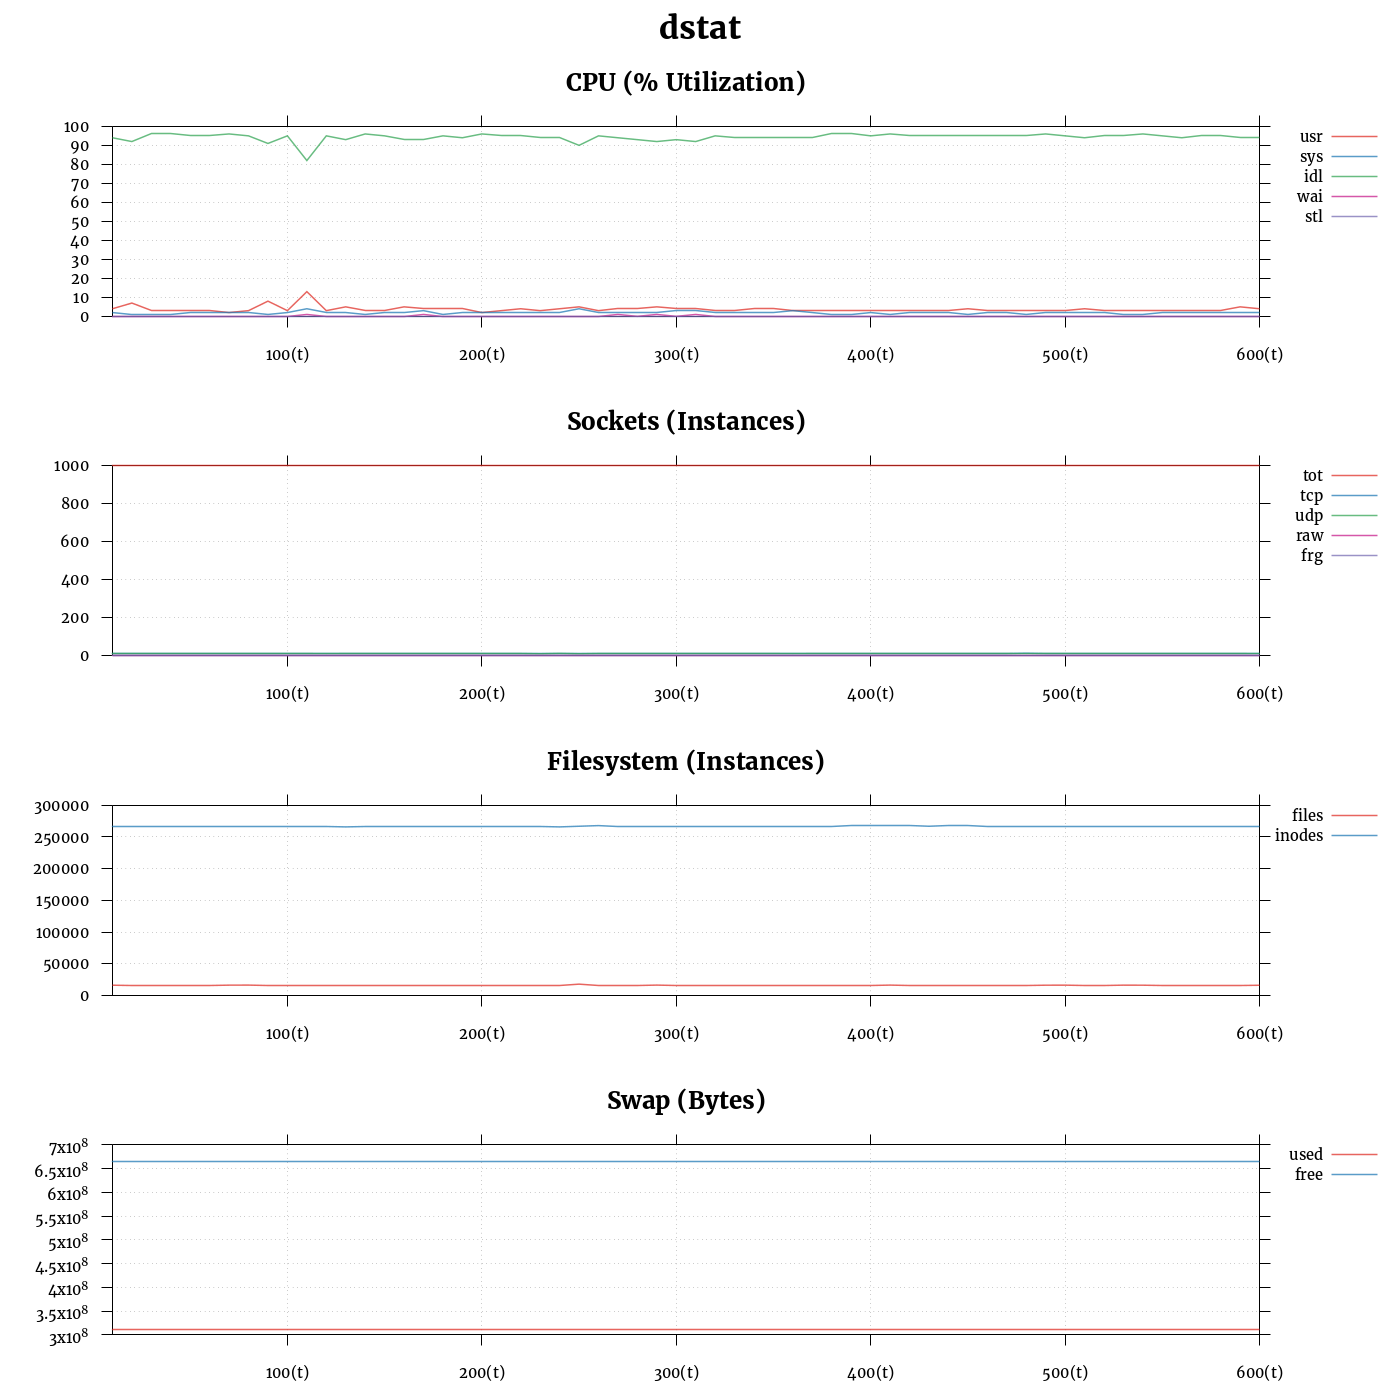 dstat
CPU (% Utilization)
100
90
80
70
60
50
40
30
20
10
0
100(t) 200(t) 300(t) 400(t) 500(t) 600(t)
usr
sys
idl
wai
stl
Sockets (Instances)
1000
800
600
400
200
0
100(t) 200(t) 300(t) 400(t) 500(t) 600(t)
tot
tcp
udp
raw
frg
Filesystem (Instances)
300000
250000
200000
150000
100000
50000
0
100(t) 200(t) 300(t) 400(t) 500(t) 600(t)
files
inodes
Swap (Bytes)
7x10⁸
6.5x10⁸
6x10⁸
5.5x10⁸
5x10⁸
4.5x10⁸
4x10⁸
3.5x10⁸
3x10⁸
100(t) 200(t) 300(t) 400(t) 500(t) 600(t)
used
free